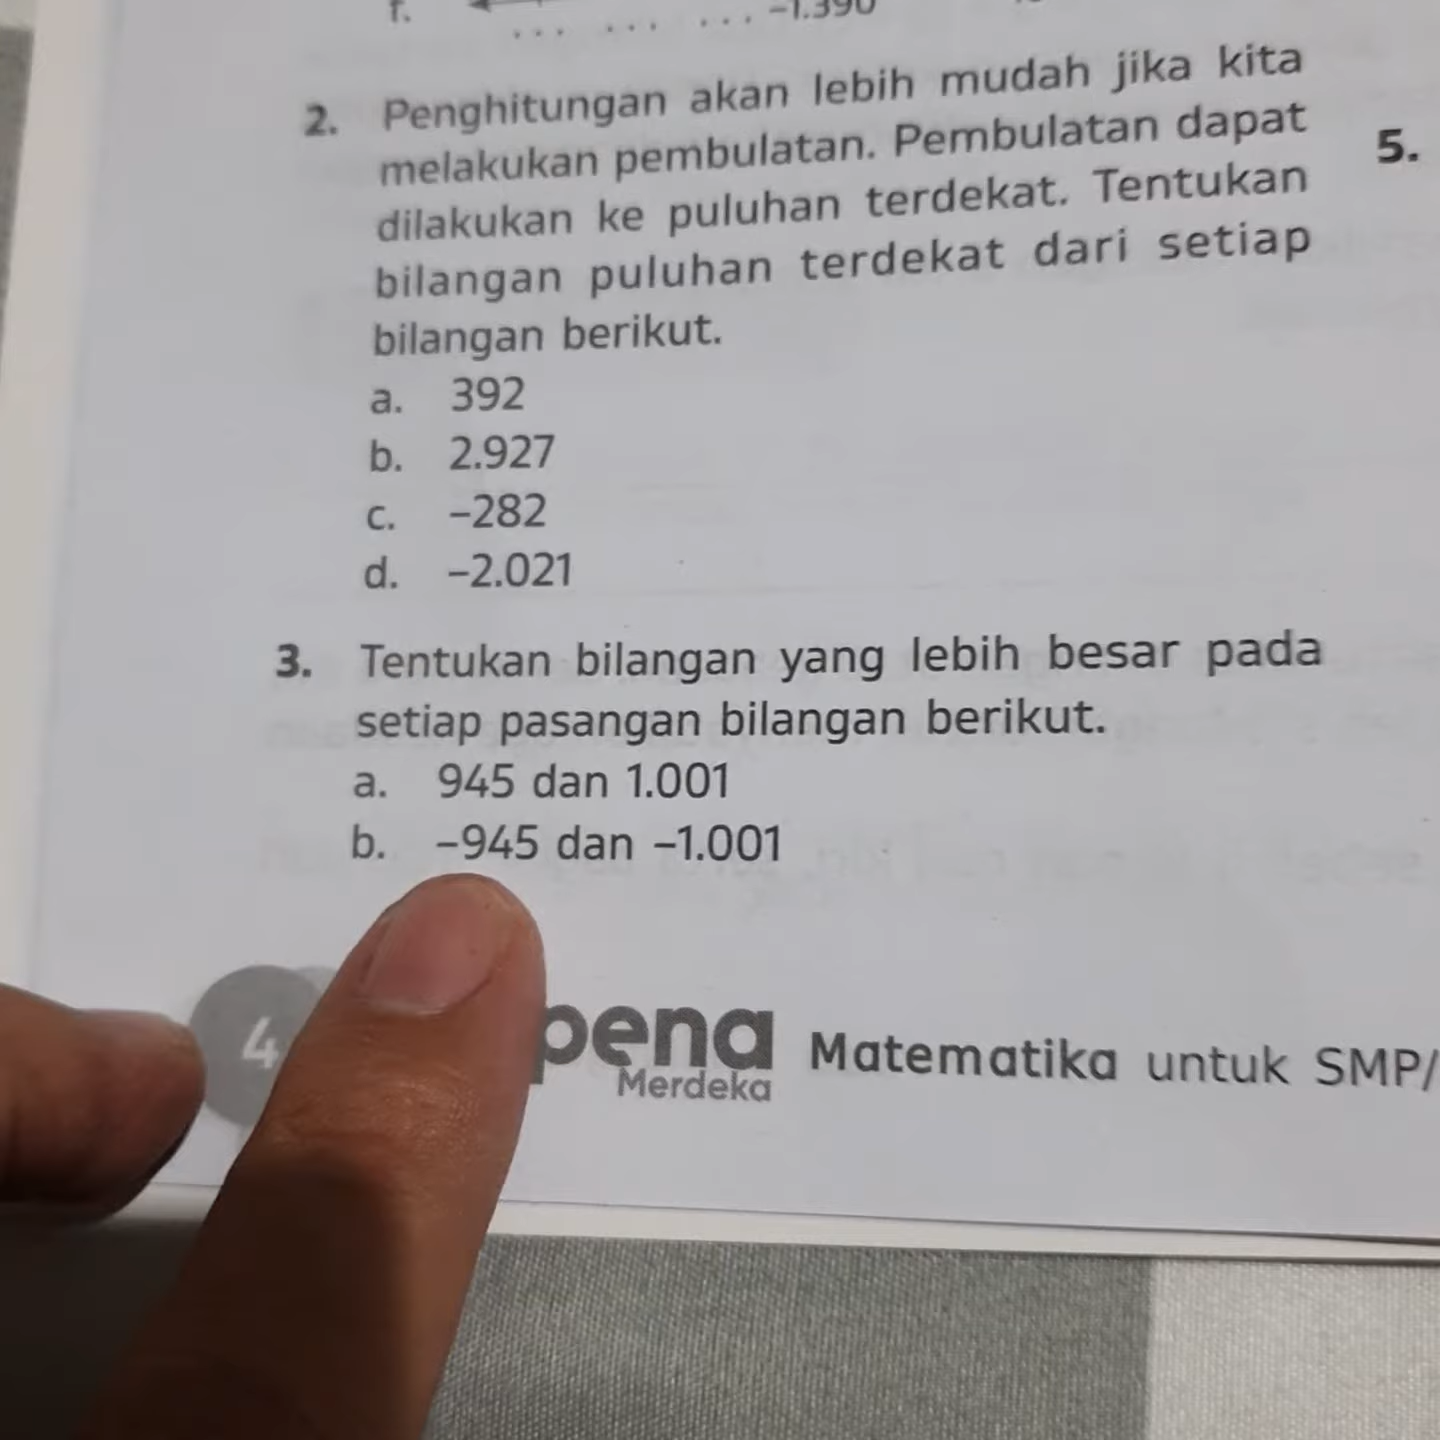 f.
... ... ... -1.390
2. Penghitungan akan lebih mudah jika kita
melakukan pembulatan. Pembulatan dapat
dilakukan ke puluhan terdekat. Tentukan
bilangan puluhan terdekat dari setiap
bilangan berikut.
a. 392
b. 2.927
c. –282
d. –2.021
3. Tentukan bilangan yang lebih besar pada
setiap pasangan bilangan berikut.
a. 945 dan 1.001
b. –945 dan –1.001
5.
4
pena
Merdeka
Matematika untuk SMP/